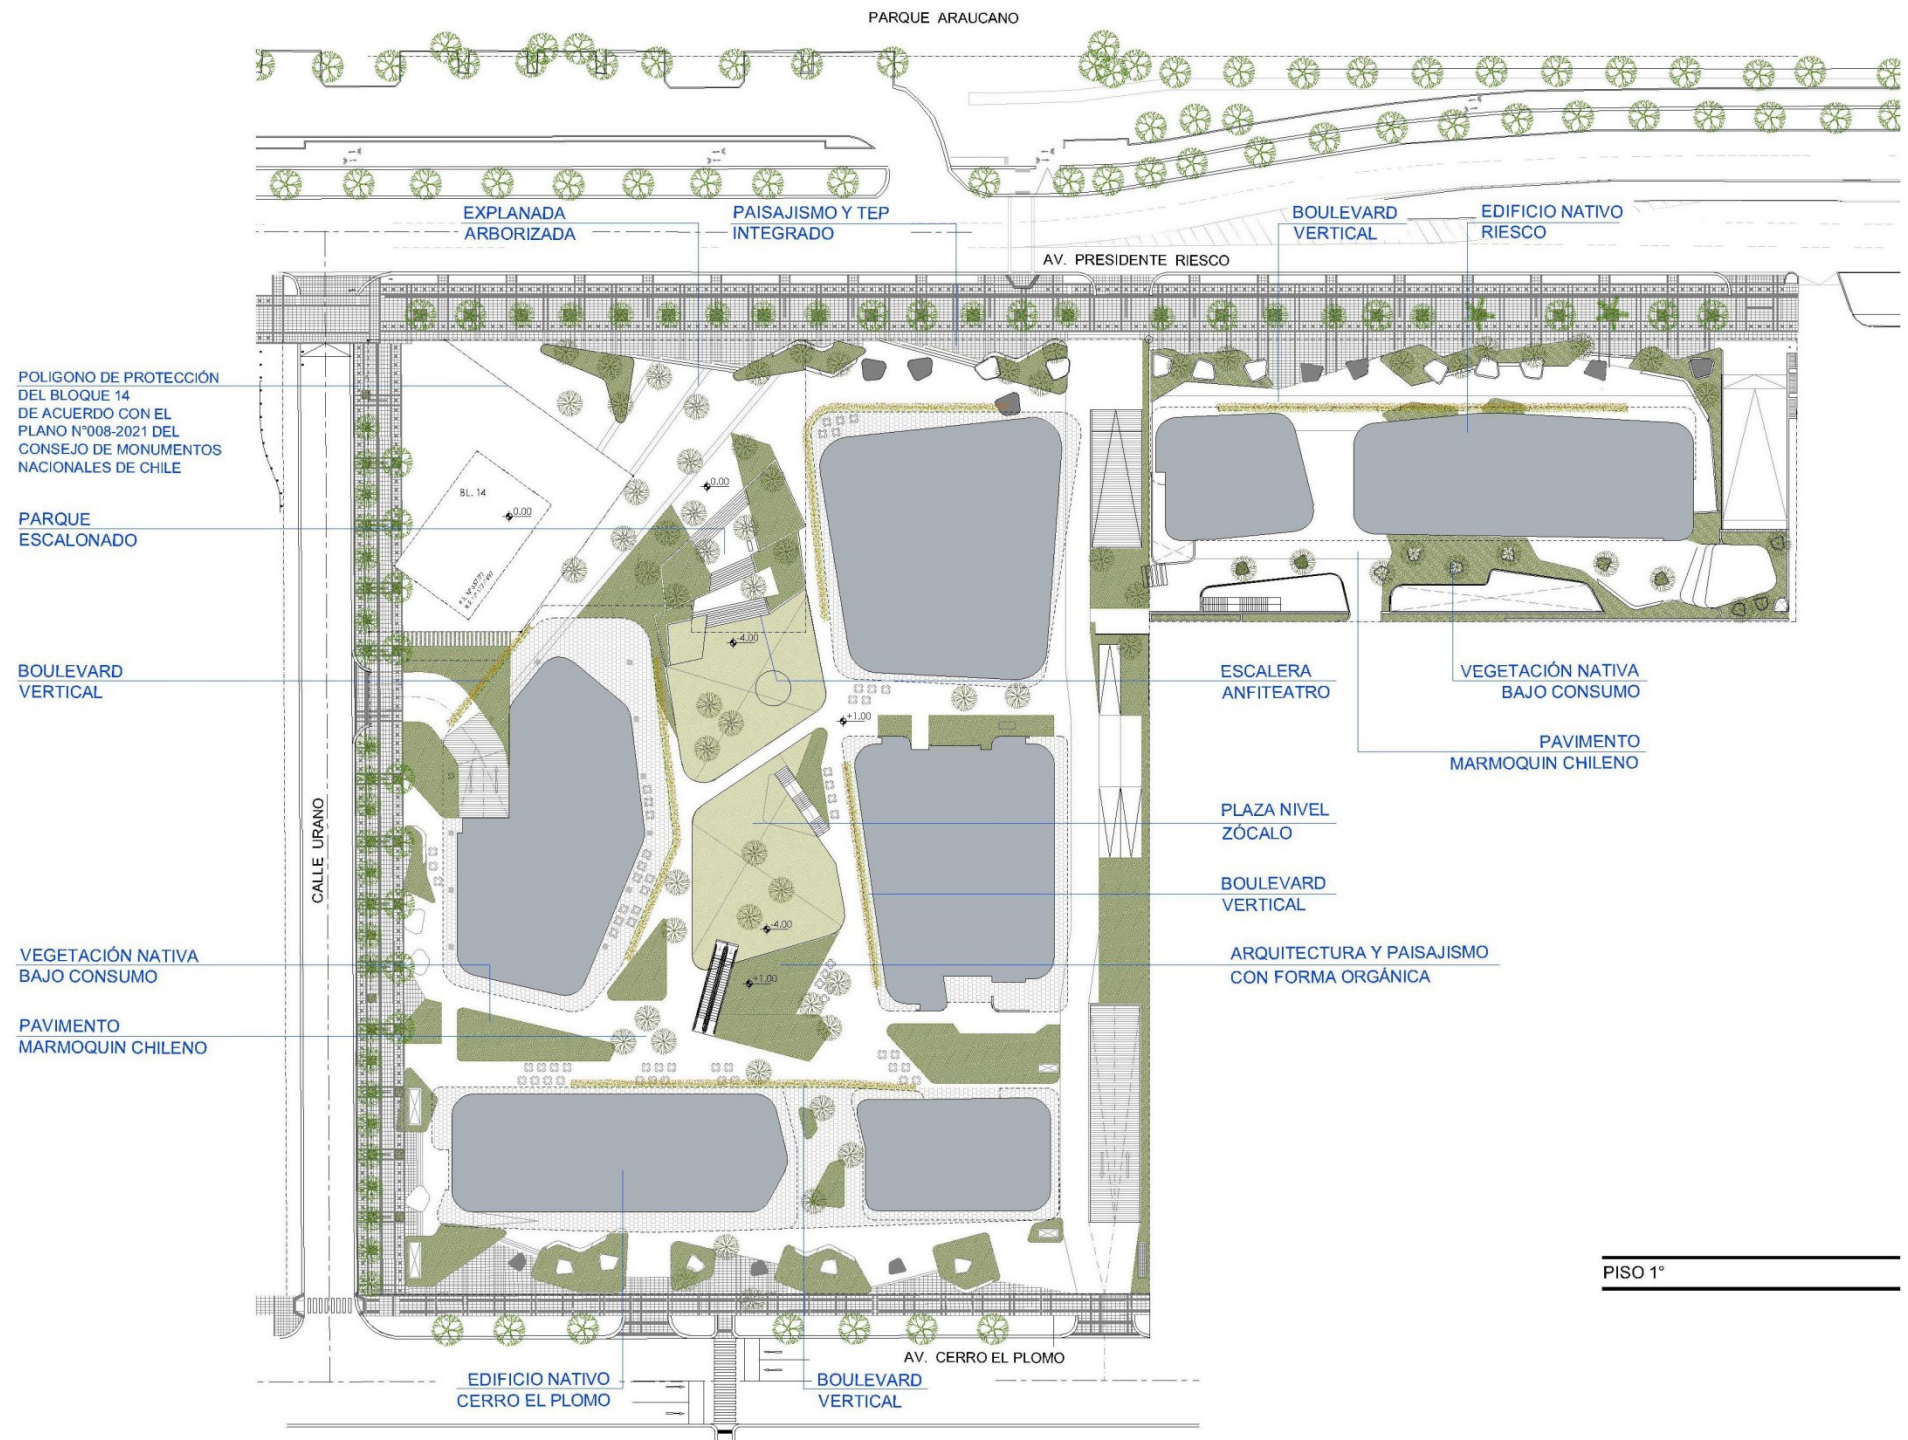 PARQUE ARAUCANO
EXPLANADA
ARBORIZADA
PAISAJISMO Y TEP
INTEGRADO
BOULEVARD
VERTICAL
EDIFICIO NATIVO
RIESCO
AV. PRESIDENTE RIESCO
POLIGONO DE PROTECCIÓN
DEL BLOQUE 14
DE ACUERDO CON EL
PLANO N°008-2021 DEL
CONSEJO DE MONUMENTOS
NACIONALES DE CHILE
BL. 14
0.00
0.00
PARQUE
ESCALONADO
-4.00
BOULEVARD
VERTICAL
ESCALERA
ANFITEATRO
VEGETACIÓN NATIVA
BAJO CONSUMO
+1.00
PAVIMENTO
MARMOQUIN CHILENO
CALLE URANO
PLAZA NIVEL
ZÓCALO
BOULEVARD
VERTICAL
-4.00
VEGETACIÓN NATIVA
BAJO CONSUMO
ARQUITECTURA Y PAISAJISMO
CON FORMA ORGÁNICA
+1.00
PAVIMENTO
MARMOQUIN CHILENO
PISO 1°
AV. CERRO EL PLOMO
EDIFICIO NATIVO
CERRO EL PLOMO
BOULEVARD
VERTICAL